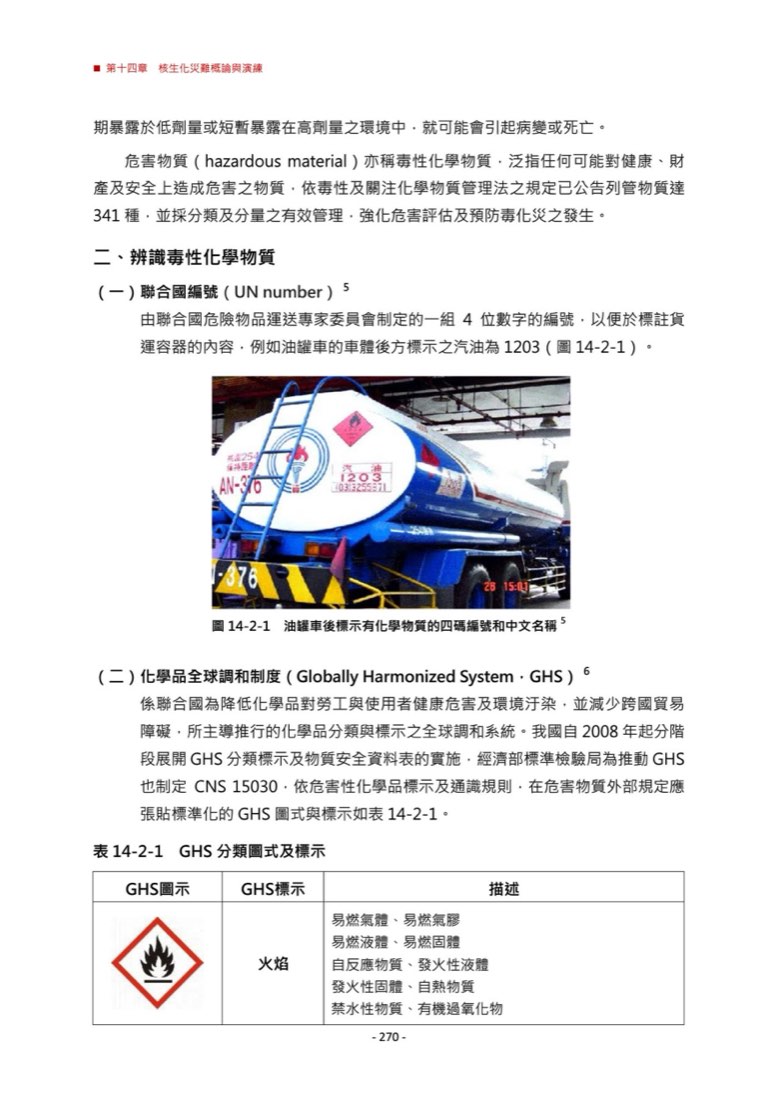 ■ 第十四章 核生化災難概論與演練
期暴露於低劑量或短暫暴露在高劑量之環境中，就可能會引起病變或死亡。
危害物質（hazardous material）亦稱毒性化學物質，泛指任何可能對健康、財
產及安全上造成危害之物質，依毒性及關注化學物質管理法之規定已公告列管物質達
341 種，並採分類及分量之有效管理，強化危害評估及預防毒化災之發生。
二、辨識毒性化學物質
（一）聯合國編號（UN number）5
由聯合國危險物品運送專家委員會制定的一組 4 位數字的編號，以便於標註貨
運容器的內容，例如油罐車的車體後方標示之汽油為 1203（圖 14-2-1）。
AN-376
汽 油
1203
-376
28 15:01
圖 14-2-1 油罐車後標示有化學物質的四碼編號和中文名稱 5
（二）化學品全球調和制度（Globally Harmonized System，GHS）6
係聯合國為降低化學品對勞工與使用者健康危害及環境汙染，並減少跨國貿易
障礙，所主導推行的化學品分類與標示之全球調和系統。我國自 2008 年起分階
段展開 GHS 分類標示及物質安全資料表的實施，經濟部標準檢驗局為推動 GHS
也制定 CNS 15030，依危害性化學品標示及通識規則，在危害物質外部規定應
張貼標準化的 GHS 圖式與標示如表 14-2-1。
表 14-2-1 GHS 分類圖式及標示
GHS圖示 GHS標示 描述
火焰
易燃氣體、易燃氣膠
易燃液體、易燃固體
自反應物質、發火性液體
發火性固體、自熱物質
禁水性物質、有機過氧化物
- 270 -